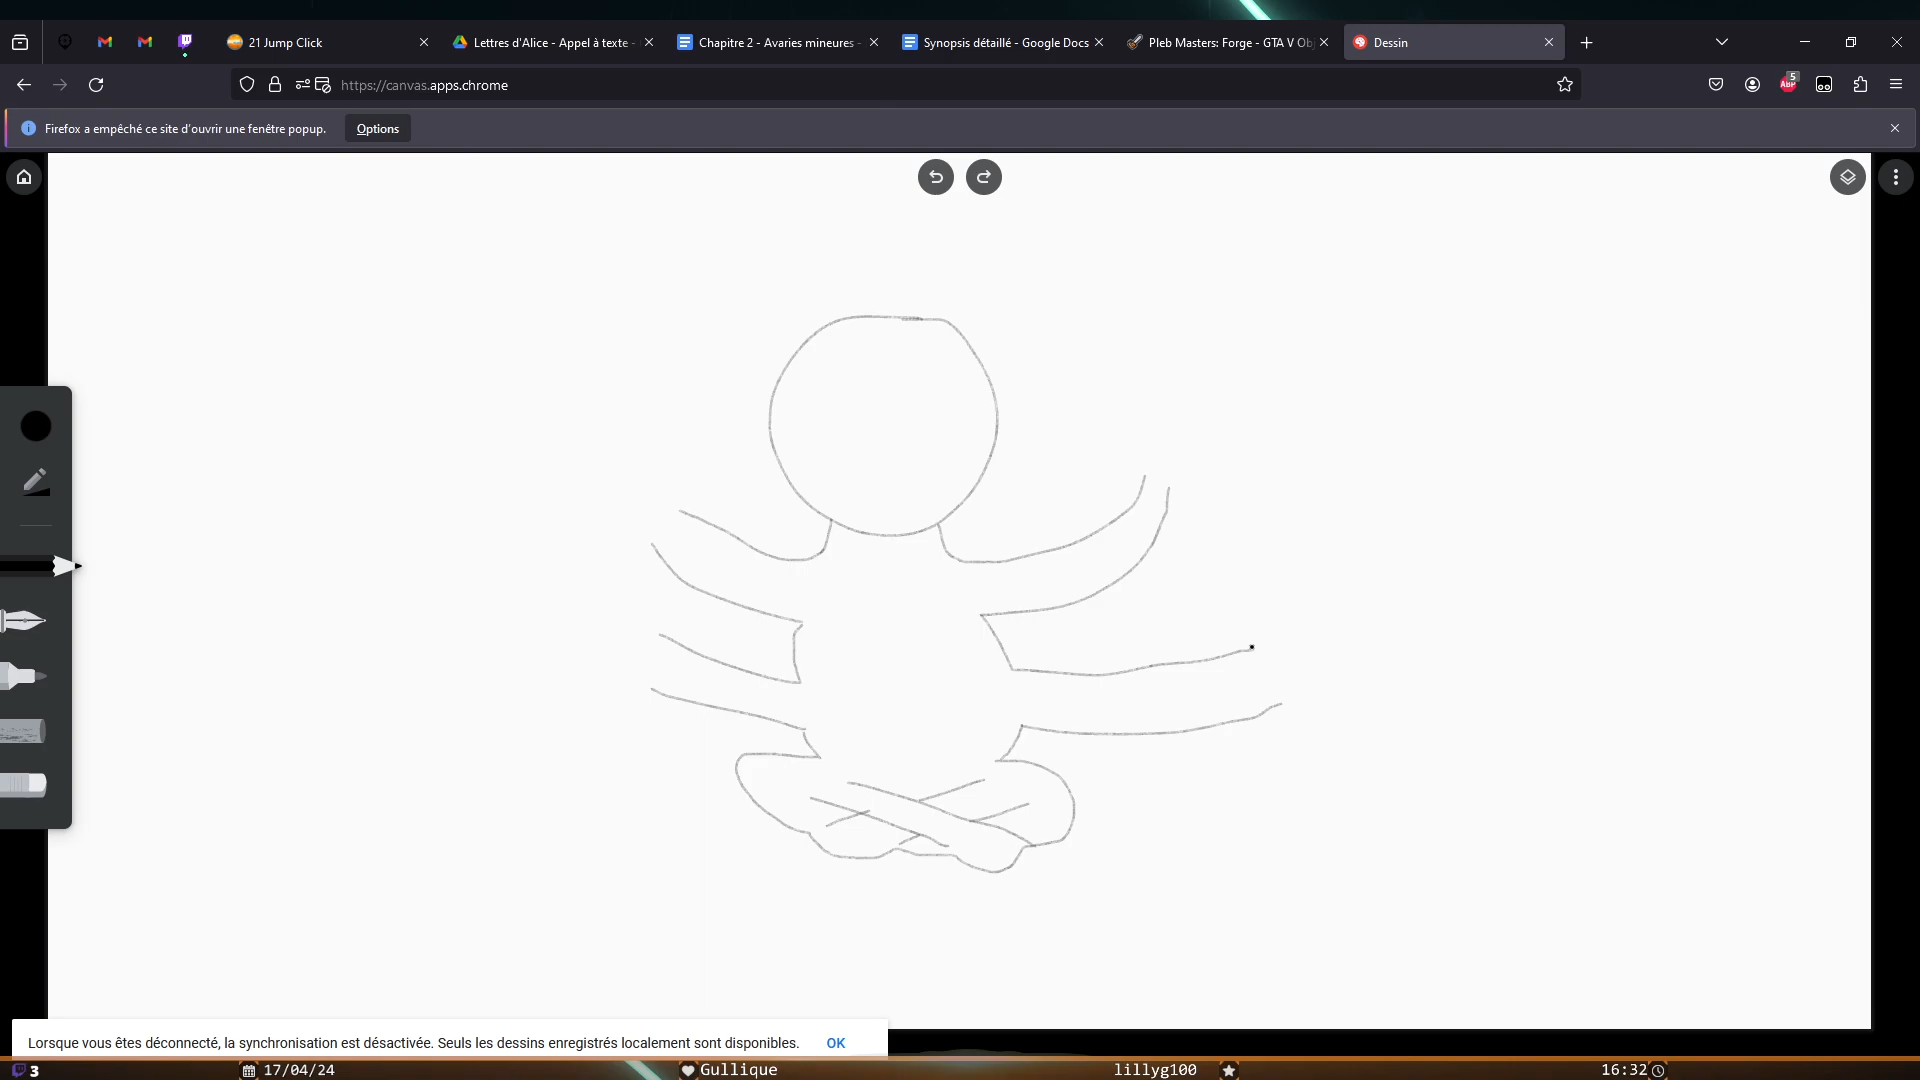 21 Jump Click
Lettres d'Alice - Appel à texte -
Chapitre 2 - Avaries mineures -
Synopsis détaillé - Google Docs
Pleb Masters: Forge - GTA V Obj
Dessin
https://canvas.apps.chrome
ABP
5
Firefox a empêché ce site d'ouvrir une fenêtre popup.
Options
Lorsque vous êtes déconnecté, la synchronisation est désactivée. Seuls les dessins enregistrés localement sont disponibles.
OK
3
17/04/24
Gullique
lillyg100
16:32